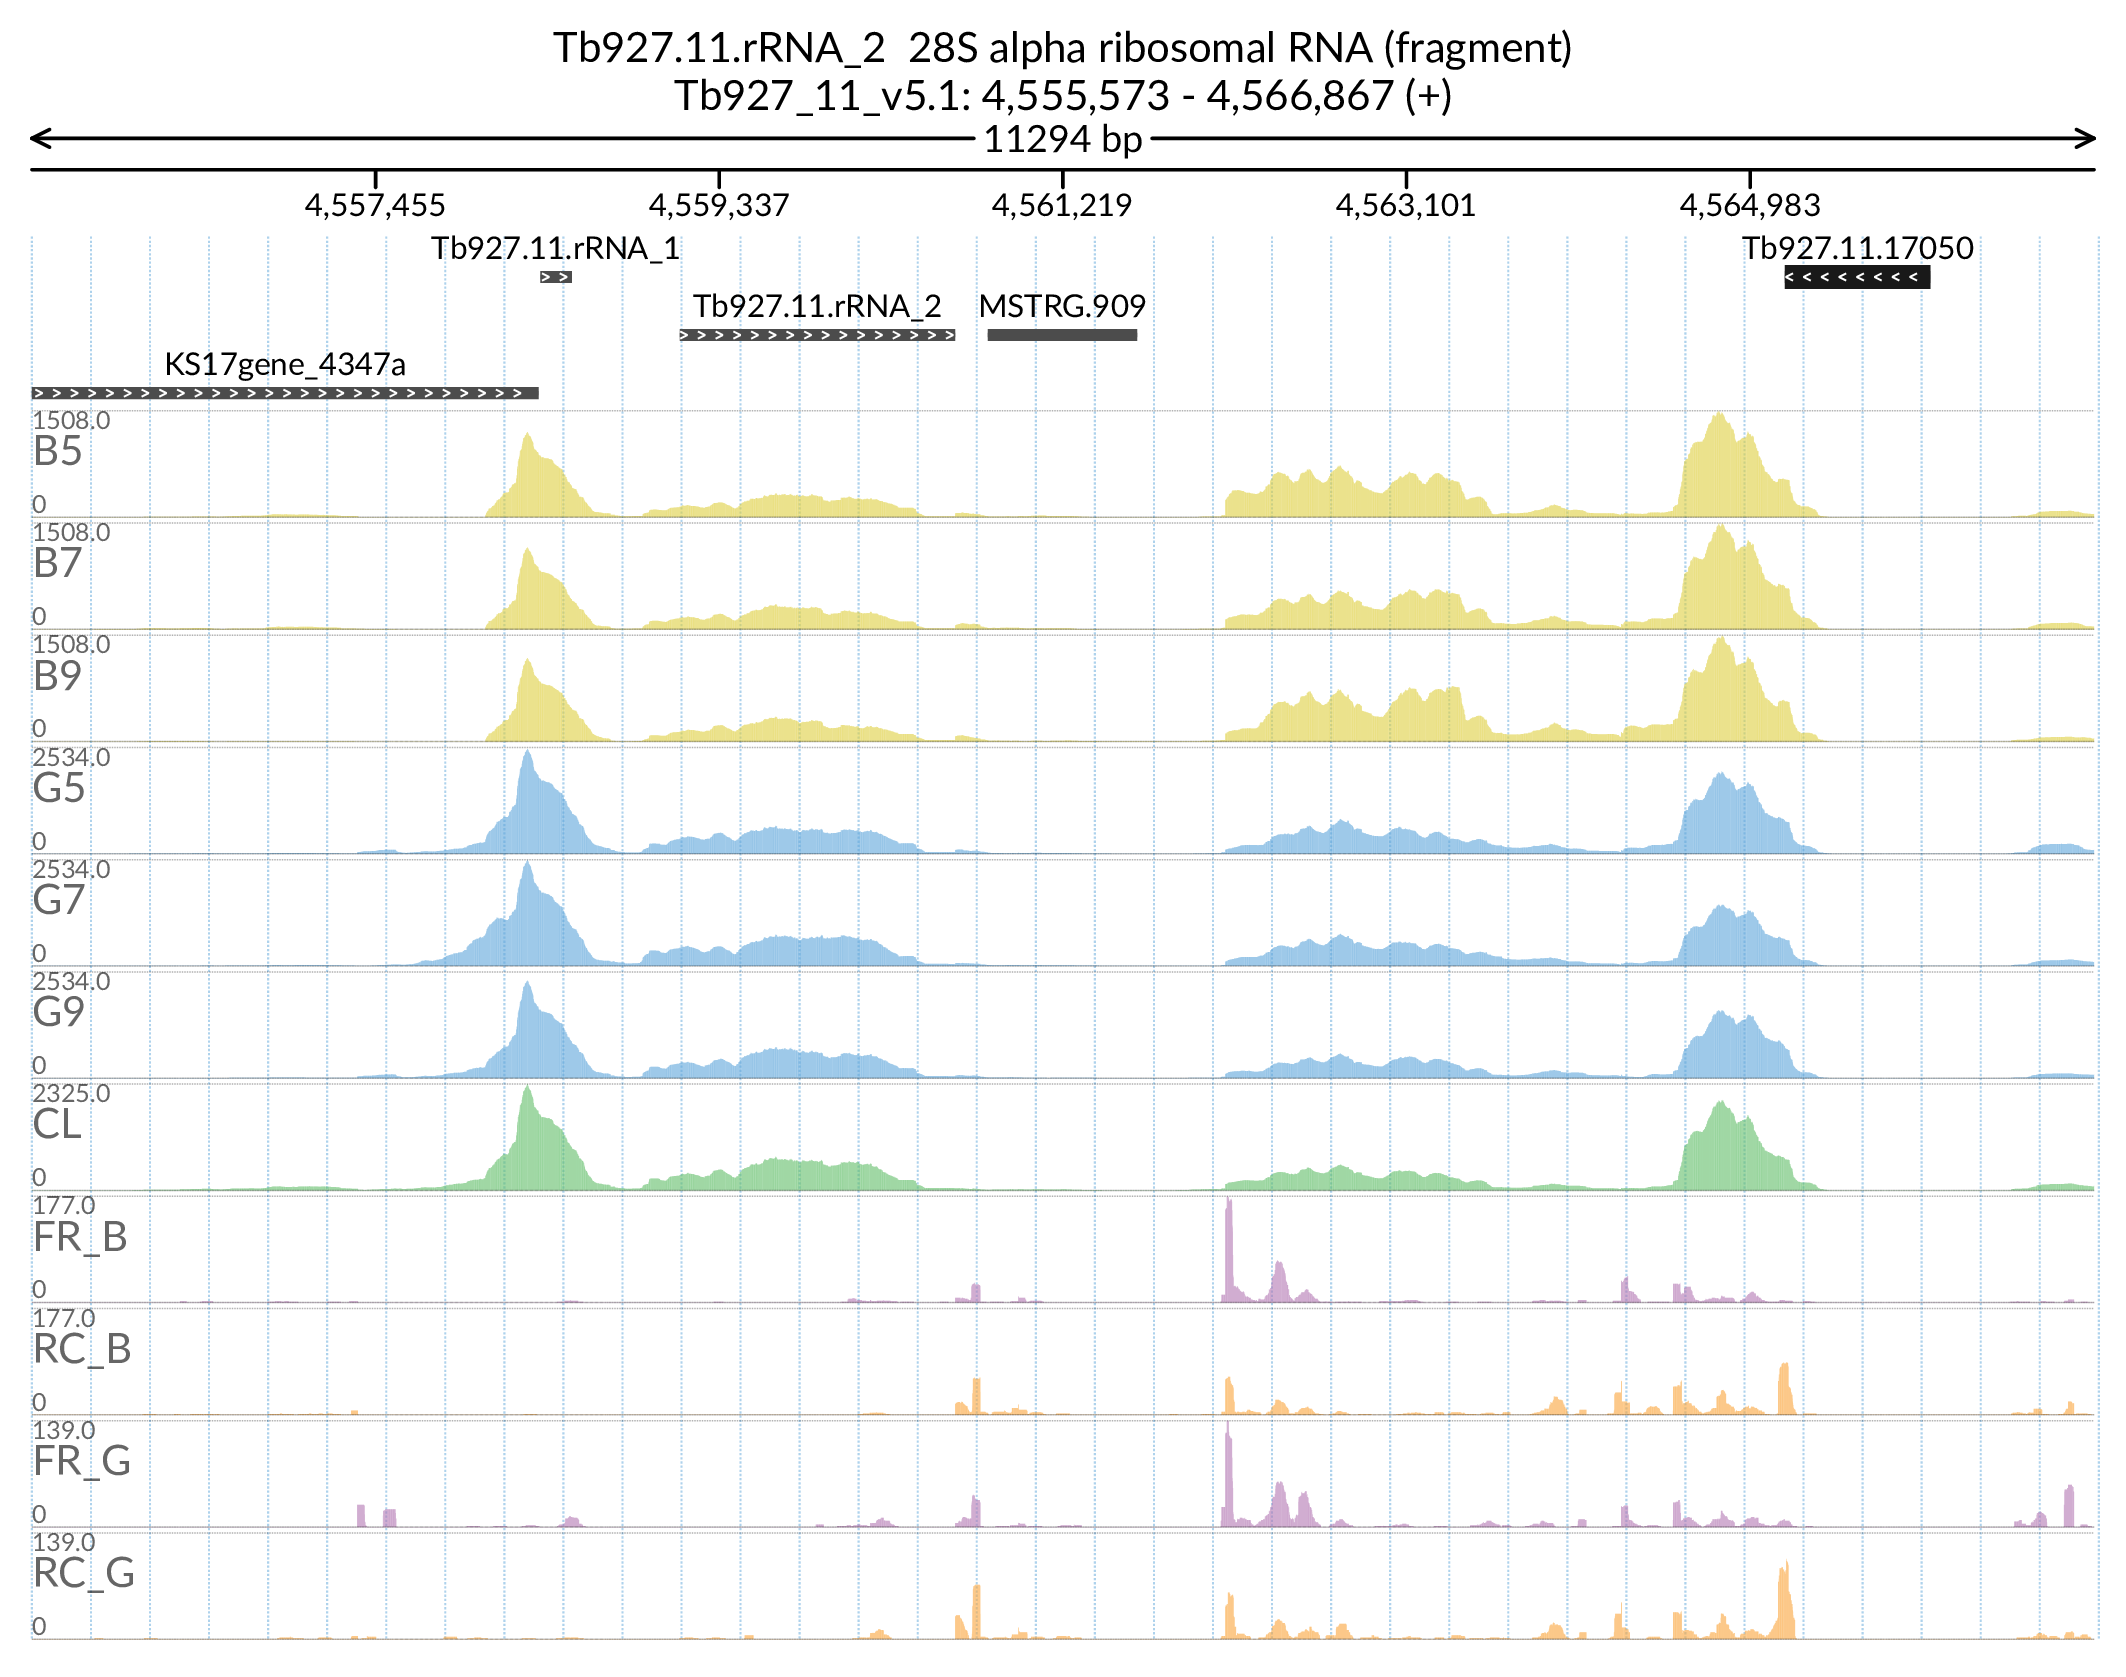 Tb927.11.rRNA_2  28S alpha ribosomal RNA (fragment)
Tb927_11_v5.1: 4,555,573 - 4,566,867 (+)
11294 bp
4,557,455 4,559,337 4,561,219 4,563,101 4,564,983
Tb927.11.rRNA_1 Tb927.11.17050
Tb927.11.rRNA_2 MSTRG.909
KS17gene_4347a
1508.0
B5
0
1508.0
B7
0
1508.0
B9
0
2534.0
G5
0
2534.0
G7
0
2534.0
G9
0
2325.0
CL
0
177.0
FR_B
0
177.0
RC_B
0
139.0
FR_G
0
139.0
RC_G
0